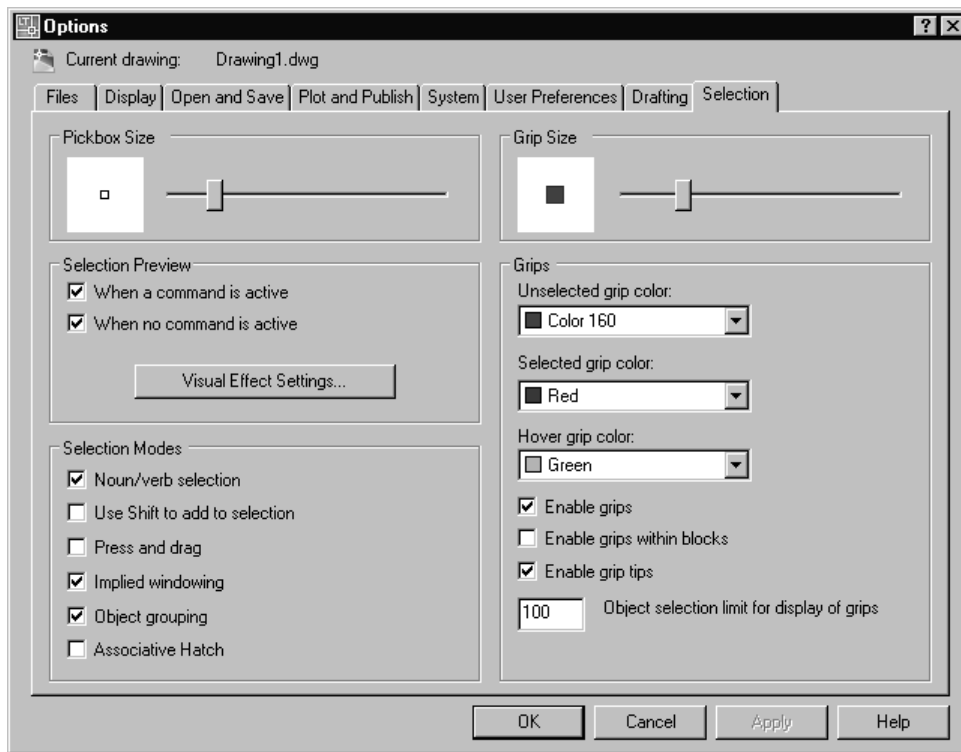 LT Options ? X
Current drawing: Drawing1.dwg
Files Display Open and Save Plot and Publish System User Preferences Drafting Selection
Pickbox Size
Grip Size
Selection Preview
When a command is active
When no command is active
Visual Effect Settings...
Selection Modes
Noun/verb selection
Use Shift to add to selection
Press and drag
Implied windowing
Object grouping
Associative Hatch
Grips
Unselected grip color:
Color 160
Selected grip color:
Red
Hover grip color:
Green
Enable grips
Enable grips within blocks
Enable grip tips
100 Object selection limit for display of grips
OK Cancel Apply Help